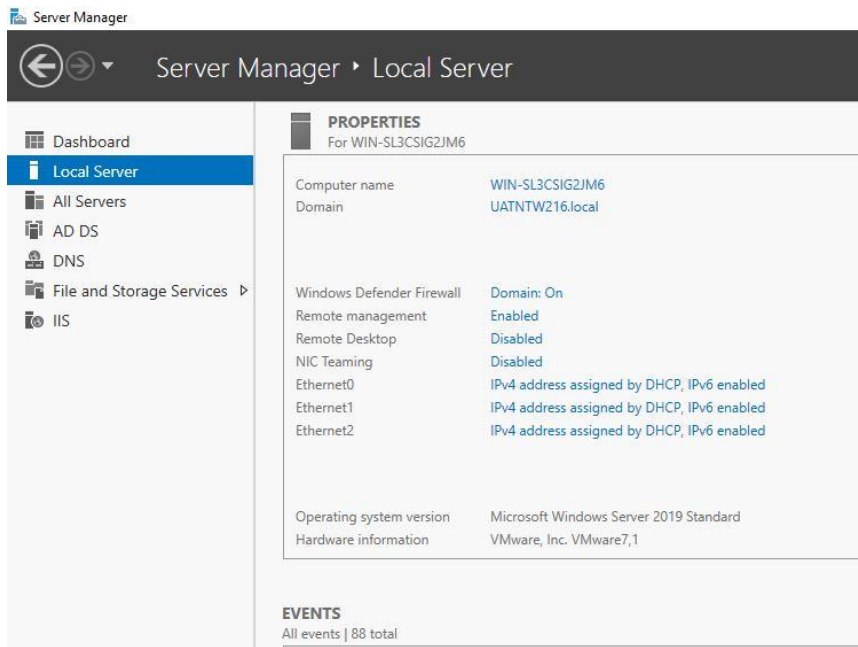 Server Manager
Server Manager ‣ Local Server
Dashboard
Local Server
All Servers
AD DS
DNS
File and Storage Services
IIS
PROPERTIES
For WIN-SL3CSIG2JM6
Computer name WIN-SL3CSIG2JM6
Domain UATNTW216.local
Windows Defender Firewall Domain: On
Remote management Enabled
Remote Desktop Disabled
NIC Teaming Disabled
Ethernet0 IPv4 address assigned by DHCP, IPv6 enabled
Ethernet1 IPv4 address assigned by DHCP, IPv6 enabled
Ethernet2 IPv4 address assigned by DHCP, IPv6 enabled
Operating system version Microsoft Windows Server 2019 Standard
Hardware information VMware, Inc. VMware7,1
EVENTS
All events | 88 total